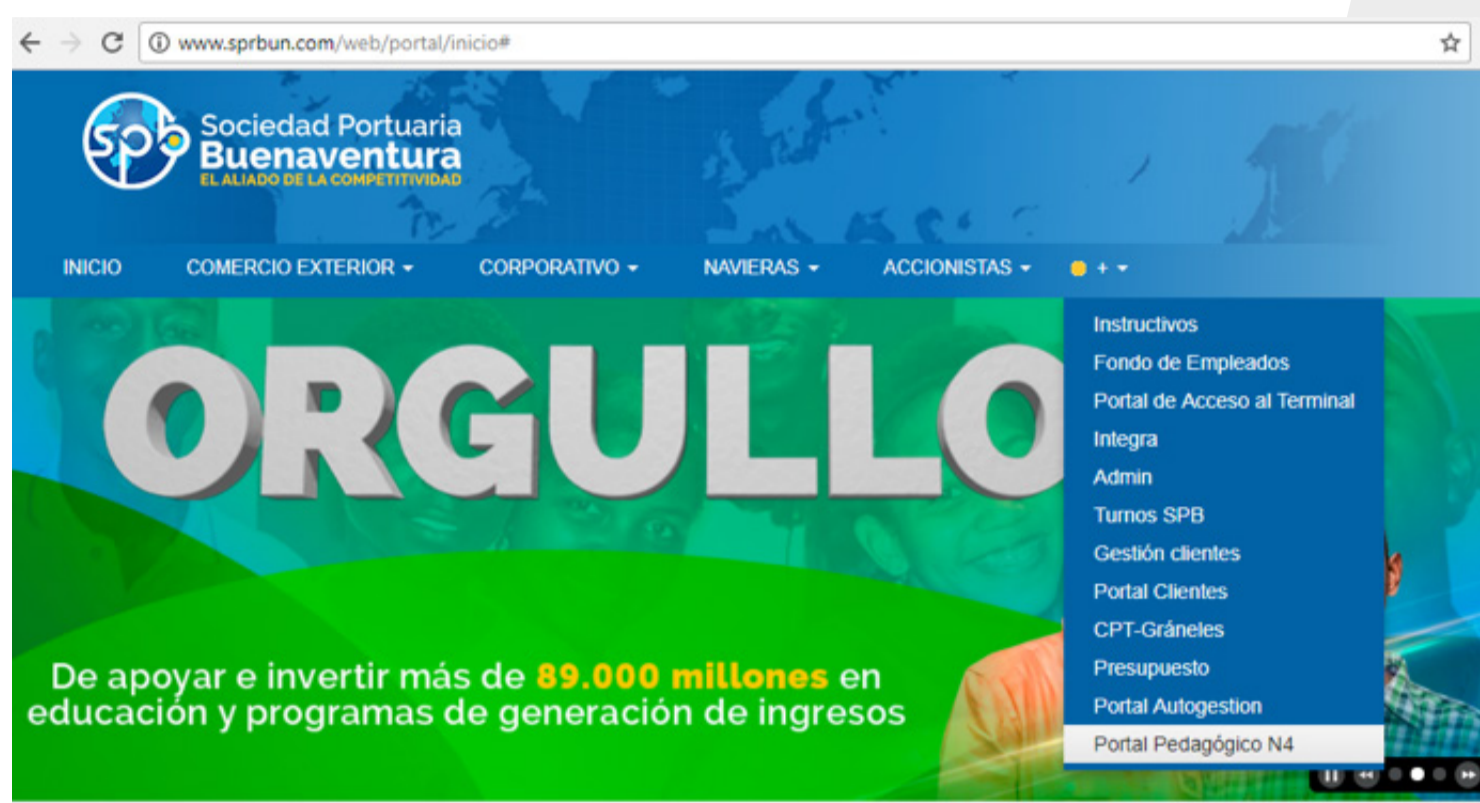 www.sprbun.com/web/portal/inicio#
spb
Sociedad Portuaria
Buenaventura
EL ALIADO DE LA COMPETITIVIDAD
INICIO COMERCIO EXTERIOR CORPORATIVO NAVIERAS ACCIONISTAS +
ORGULLO
De apoyar e invertir más de 89.000 millones en
educación y programas de generación de ingresos
Instructivos
Fondo de Empleados
Portal de Acceso al Terminal
Integra
Admin
Turnos SPB
Gestión clientes
Portal Clientes
CPT-Gráneles
Presupuesto
Portal Autogestion
Portal Pedagógico N4